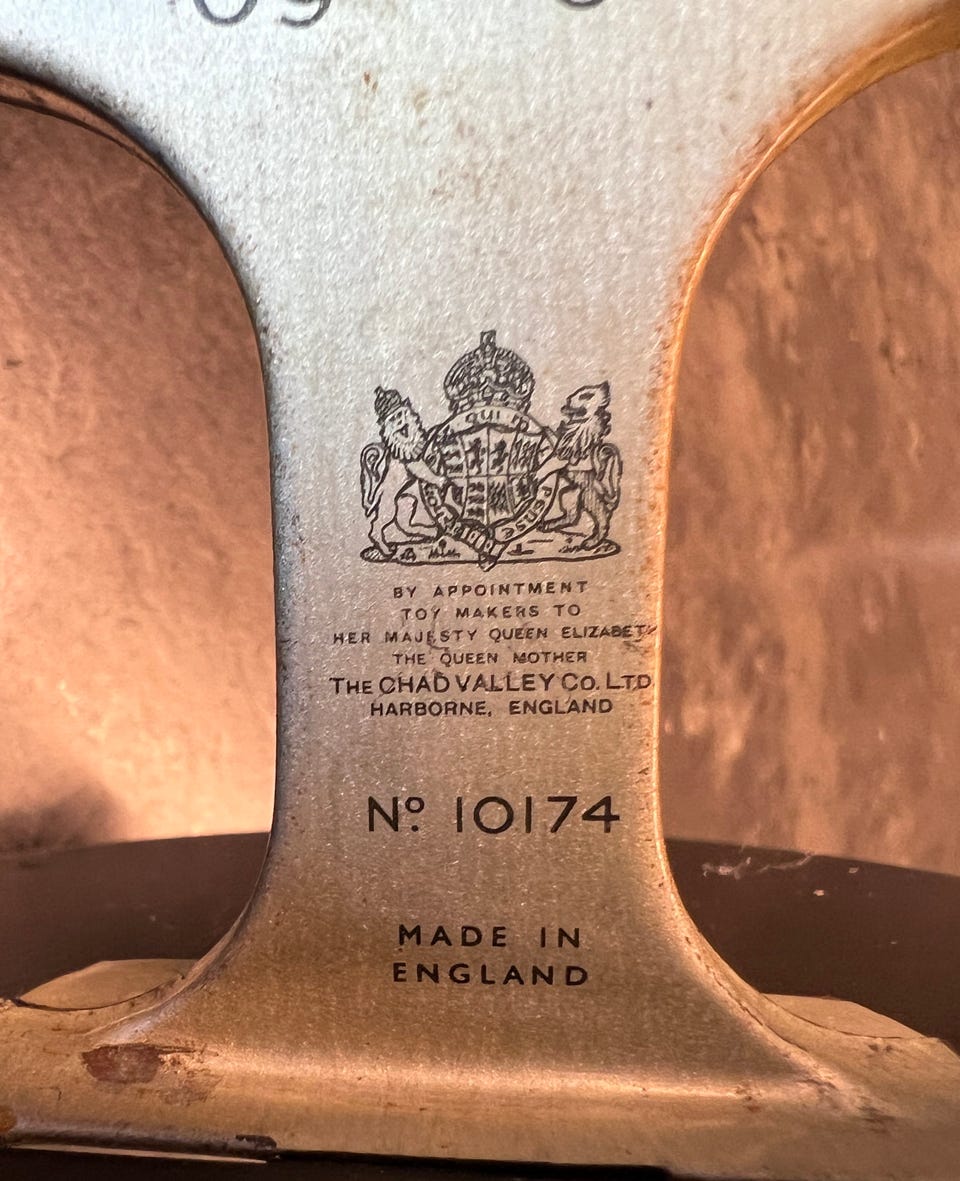 BY APPOINTMENT
TOY MAKERS TO
HER MAJESTY QUEEN ELIZABETH
THE QUEEN MOTHER
THE CHAD VALLEY CO. LTD
HARBORNE, ENGLAND
Nº. 10174
MADE IN
ENGLAND